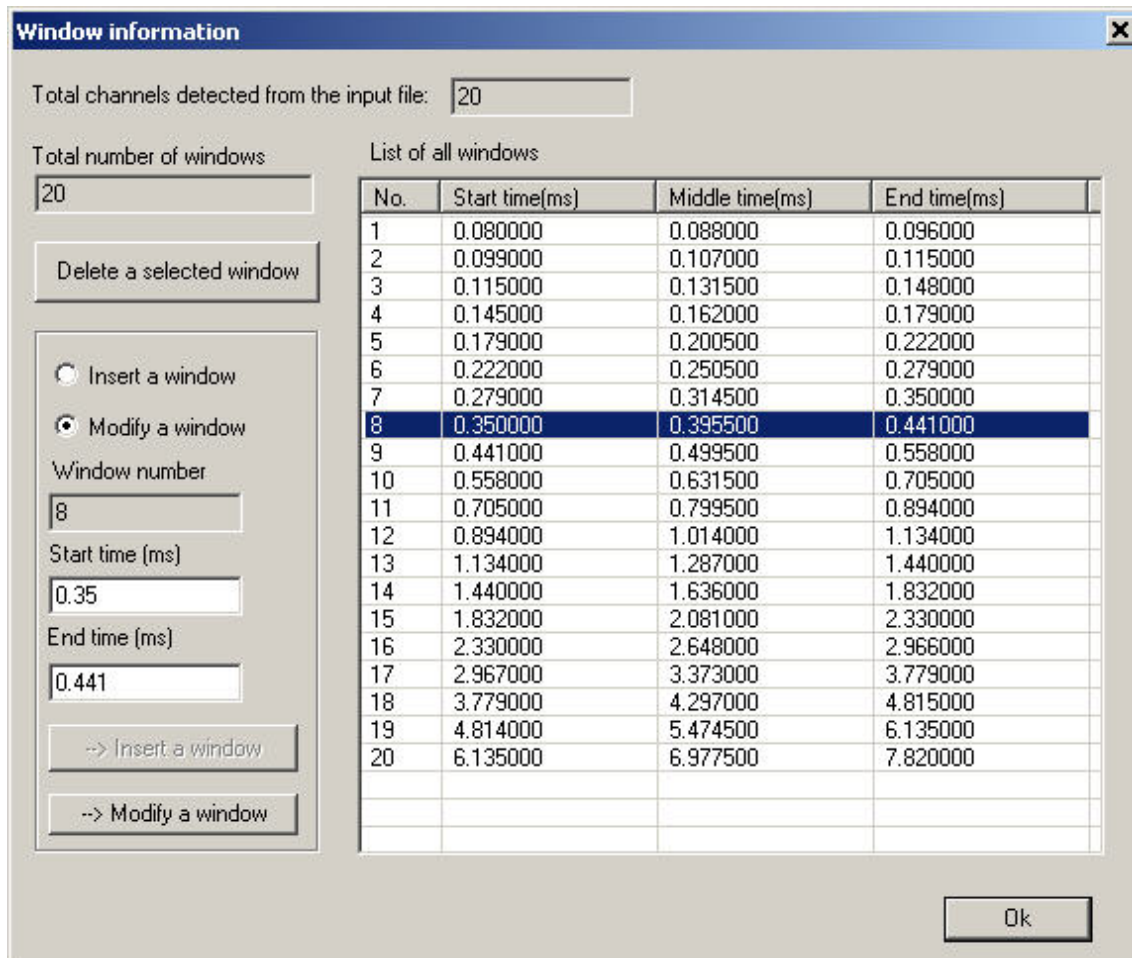 Window information
Total channels detected from the input file: 20
Total number of windows
20
Delete a selected window
Insert a window
Modify a window
Window number
8
Start time (ms)
0.35
End time (ms)
0.441
--> Insert a window
--> Modify a window
List of all windows
No. Start time(ms) Middle time(ms) End time(ms)
1 0.080000 0.088000 0.096000
2 0.099000 0.107000 0.115000
3 0.115000 0.131500 0.148000
4 0.145000 0.162000 0.179000
5 0.179000 0.200500 0.222000
6 0.222000 0.250500 0.279000
7 0.279000 0.314500 0.350000
8 0.350000 0.395500 0.441000
9 0.441000 0.499500 0.558000
10 0.558000 0.631500 0.705000
11 0.705000 0.799500 0.894000
12 0.894000 1.014000 1.134000
13 1.134000 1.287000 1.440000
14 1.440000 1.636000 1.832000
15 1.832000 2.081000 2.330000
16 2.330000 2.648000 2.966000
17 2.967000 3.373000 3.779000
18 3.779000 4.297000 4.815000
19 4.814000 5.474500 6.135000
20 6.135000 6.977500 7.820000
Ok